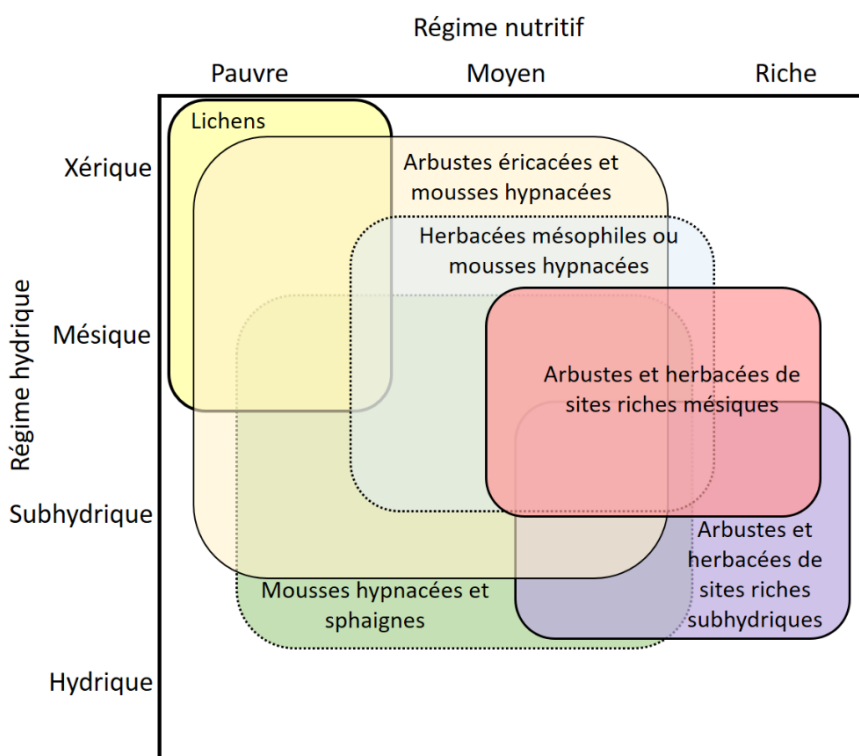 Régime nutritif
Pauvre
Moyen
Riche
Régime hydrique
Xérique
Mésique
Subhydrique
Hydrique
Lichens
Arbustes éricacées et
mousses hypnacées
Herbacées mésophiles ou
mousses hypnacées
Arbustes et herbacées de
sites riches mésiques
Arbustes et
herbacées de
sites riches
subhydriques
Mousses hypnacées et
sphaignes